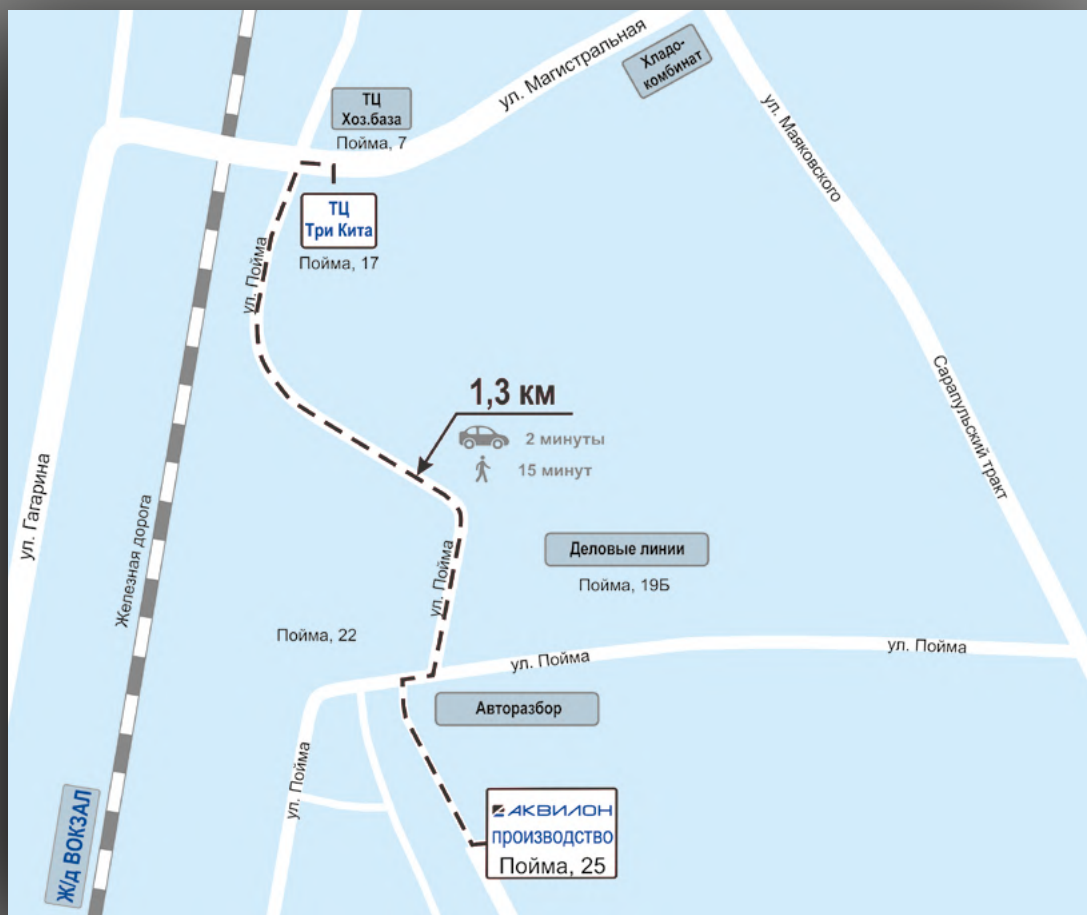 ул. Магистральная
Хладо-
комбинат
ТЦ
Хоз.база
Пойма, 7
ул. Маяковского
ТЦ
Три Кита
Пойма, 17
ул. Пойма
1,3 км
2 минуты
15 минут
Сарапульский тракт
ул. Гагарина
Железная дорога
Деловые линии
Пойма, 19Б
ул. Пойма
Пойма, 22
ул. Пойма
ул. Пойма
Авторазбор
ул. Пойма
Ж/д ВОКЗАЛ
АКВИЛОН
производство
Пойма, 25